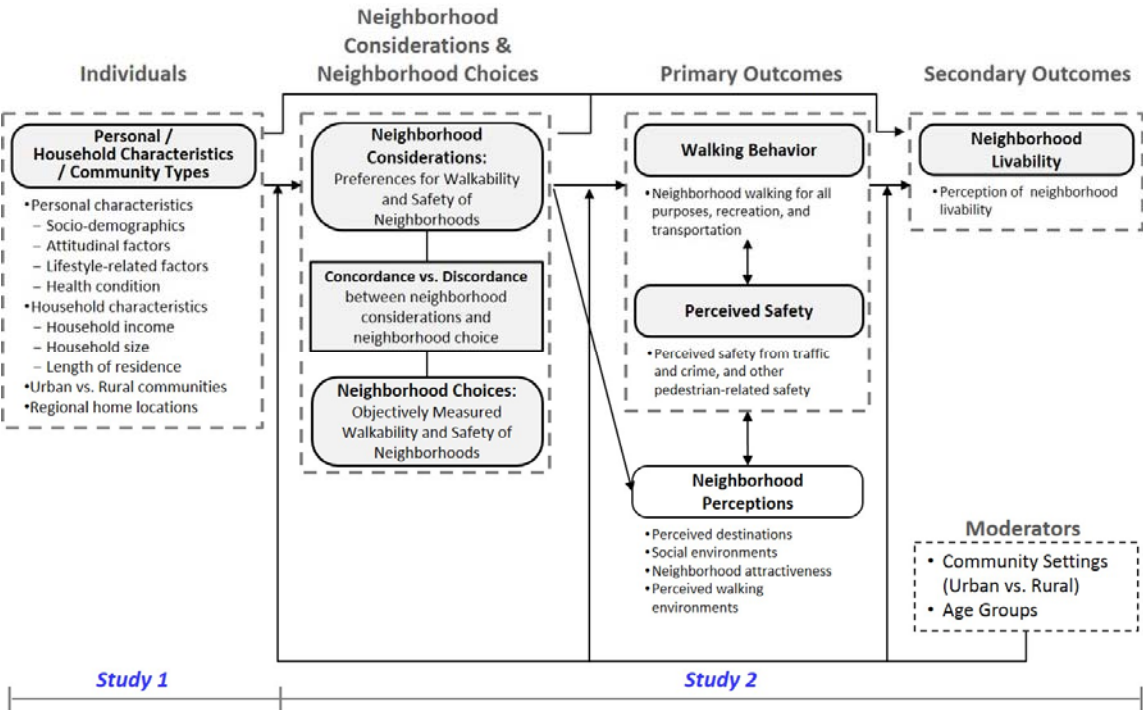 Individuals
Neighborhood
Considerations &
Neighborhood Choices
Primary Outcomes
Secondary Outcomes
Personal /
Household Characteristics
/ Community Types
•Personal characteristics
– Socio-demographics
– Attitudinal factors
– Lifestyle-related factors
– Health condition
•Household characteristics
– Household income
– Household size
– Length of residence
•Urban vs. Rural communities
•Regional home locations
Neighborhood
Considerations:
Preferences for Walkability
and Safety of
Neighborhoods
Concordance vs. Discordance
between neighborhood
considerations and
neighborhood choice
Neighborhood Choices:
Objectively Measured
Walkability and Safety of
Neighborhoods
Walking Behavior
•Neighborhood walking for all
purposes, recreation, and
transportation
Perceived Safety
•Perceived safety from traffic
and crime, and other
pedestrian-related safety
Neighborhood
Perceptions
•Perceived destinations
•Social environments
•Neighborhood attractiveness
•Perceived walking
environments
Neighborhood
Livability
•Perception of neighborhood
livability
Moderators
• Community Settings
(Urban vs. Rural)
• Age Groups
Study 1
Study 2